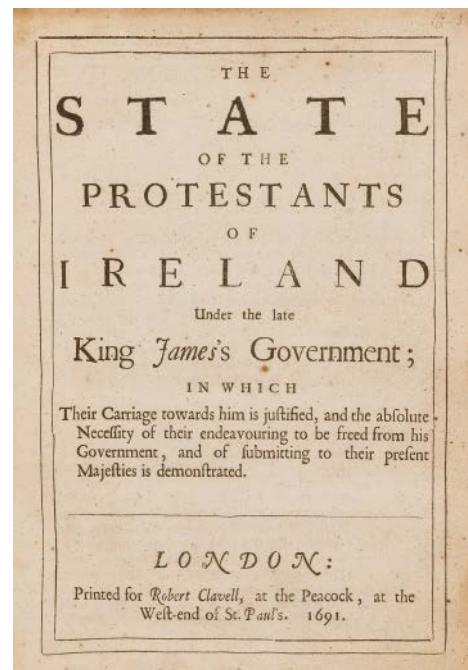 THE
STATE
OF THE
PROTESTANTS
OF
IRELAND
Under the late
King James's Government;
IN WHICH
Their Carriage towards him is juſtified, and the abſolute
Neceſſity of their endeavouring to be freed from his
Government, and of ſubmitting to their preſent
Majeſties is demonſtrated.
LONDON:
Printed for Robert Clavell, at the Peacock, at the
Weſt-end of St. Paul's. 1691.